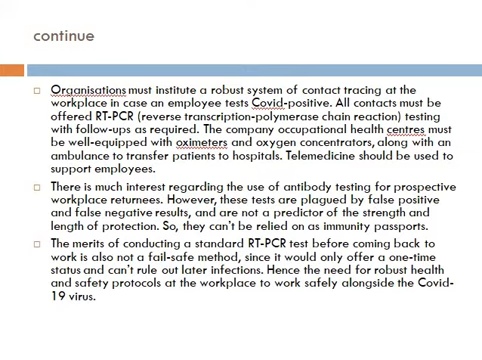 continue
Organisations must institute a robust system of contact tracing at the
workplace in case an employee tests Covid-positive. All contacts must be
offered RT-PCR (reverse transcription-polymerase chain reaction) testing
with follow-ups as required. The company occupational health centres must
be well-equipped with oximeters and oxygen concentrators, along with
an ambulance to transfer patients to hospitals. Telemedicine should be used to
support employees.
There is much interest regarding the use of antibody testing for prospective
workplace returnees. However, these tests are plagued by false positive
and false negative results, and are not a predictor of the strength and
length of protection. So, they can't be relied on as immunity passports.
The merits of conducting a standard RT-PCR test before coming back to
work is also not a fail-safe method, since it would only offer a one-time
status and can't rule out later infections. Hence the need for robust health
and safety protocols at the workplace to work safely alongside the Covid-
19 virus.